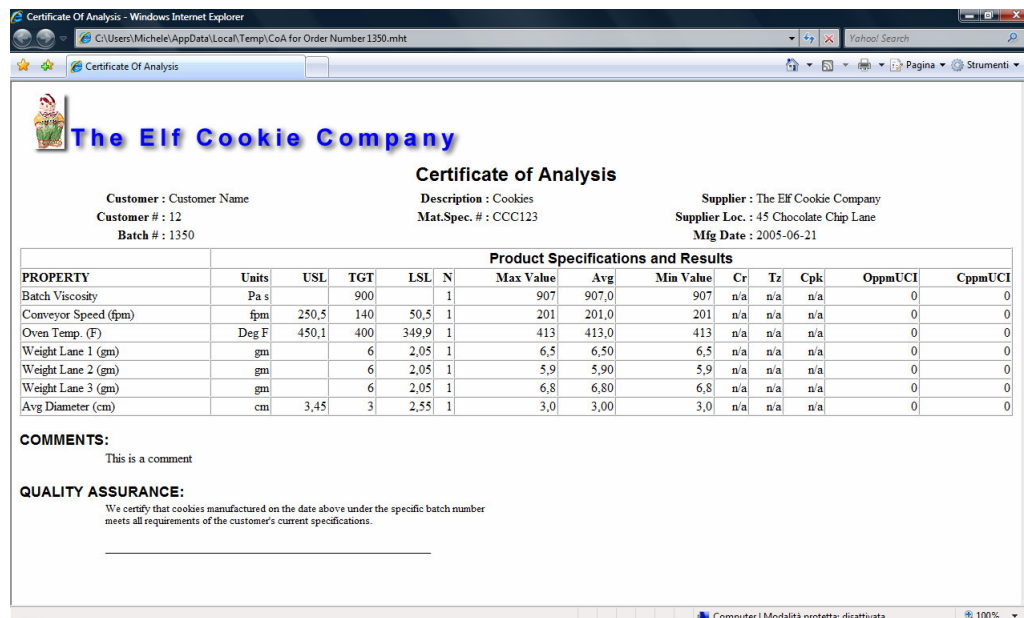 Certificate Of Analysis - Windows Internet Explorer
C:\Users\Michele\AppData\Local\Temp\CoA for Order Number 1350.mht
Yahoo! Search
Certificate Of Analysis
Pagina
Strumenti
The Elf Cookie Company
Certificate of Analysis
Customer : Customer Name Description : Cookies Supplier : The Elf Cookie Company
Customer # : 12 Mat.Spec. # : CCC123 Supplier Loc. : 45 Chocolate Chip Lane
Batch # : 1350 Mfg Date : 2005-06-21
Product Specifications and Results
PROPERTY Units USL TGT LSL N Max Value Avg Min Value Cr Tz Cpk OppmUCI CppmUCI
Batch Viscosity Pa s 900 1 907 907,0 907 n/a n/a n/a 0 0
Conveyor Speed (fpm) fpm 250,5 140 50,5 1 201 201,0 201 n/a n/a n/a 0 0
Oven Temp. (F) Deg F 450,1 400 349,9 1 413 413,0 413 n/a n/a n/a 0 0
Weight Lane 1 (gm) gm 6 2,05 1 6,5 6,50 6,5 n/a n/a n/a 0 0
Weight Lane 2 (gm) gm 6 2,05 1 5,9 5,90 5,9 n/a n/a n/a 0 0
Weight Lane 3 (gm) gm 6 2,05 1 6,8 6,80 6,8 n/a n/a n/a 0 0
Avg Diameter (cm) cm 3,45 3 2,55 1 3,0 3,00 3,0 n/a n/a n/a 0 0
COMMENTS:
This is a comment
QUALITY ASSURANCE:
We certify that cookies manufactured on the date above under the specific batch number
meets all requirements of the customer's current specifications.
Computer | Modalità protetta: disattivata 100%